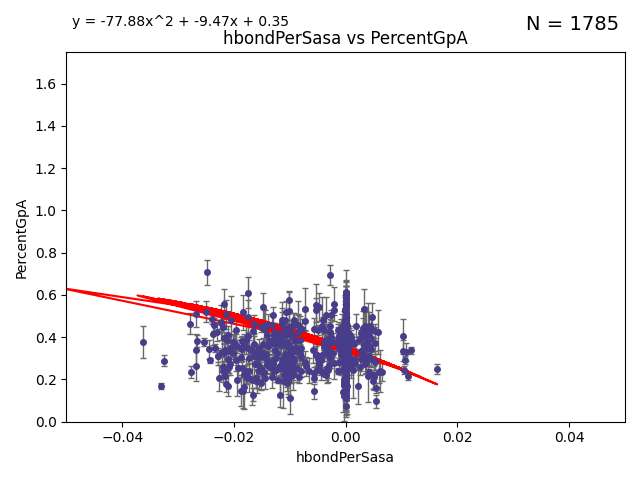 y = -77.88x^2 + -9.47x + 0.35
N = 1785
hbondPerSasa vs PercentGpA
PercentGpA
1.6
1.4
1.2
1.0
0.8
0.6
0.4
0.2
0.0
−0.04 −0.02 0.00 0.02 0.04
hbondPerSasa